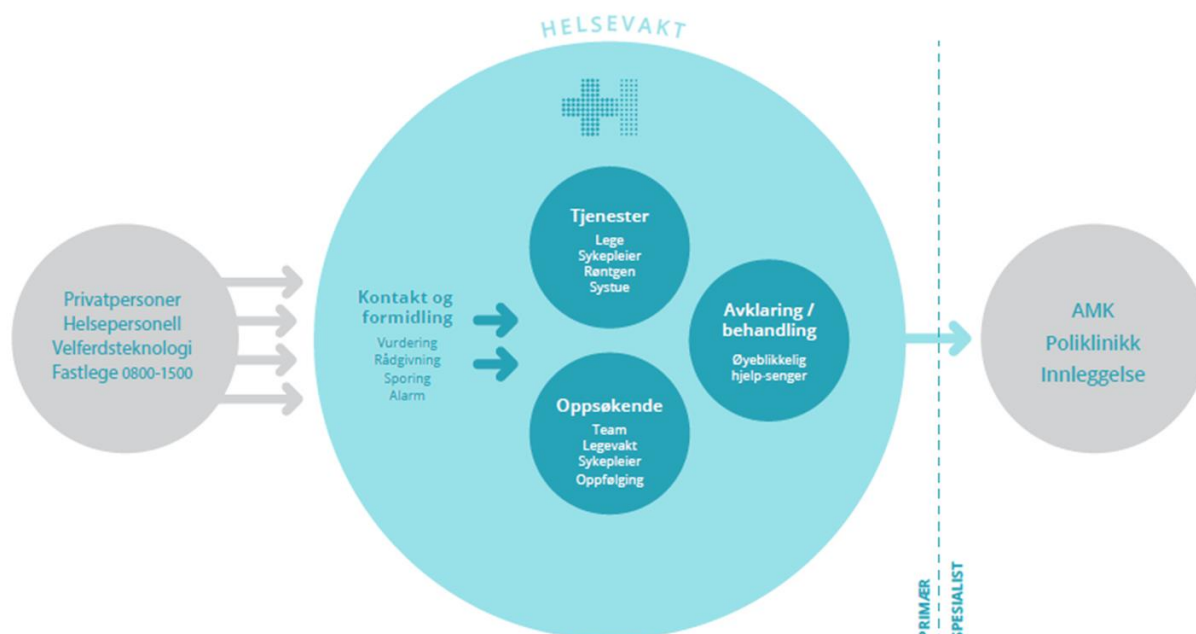 HELSEVAKT
Privatpersoner
Helsepersonell
Velferdsteknologi
Fastlege 0800-1500
Kontakt og
formidling
Vurdering
Rådgivning
Sporing
Alarm
Tjenester
Lege
Sykepleier
Røntgen
Systue
Oppsøkende
Team
Legevakt
Sykepleier
Oppfølging
Avklaring /
behandling
Øyeblikkelig
hjelp-senger
PRIMÆR
SPESIALIST
AMK
Poliklinikk
Innleggelse